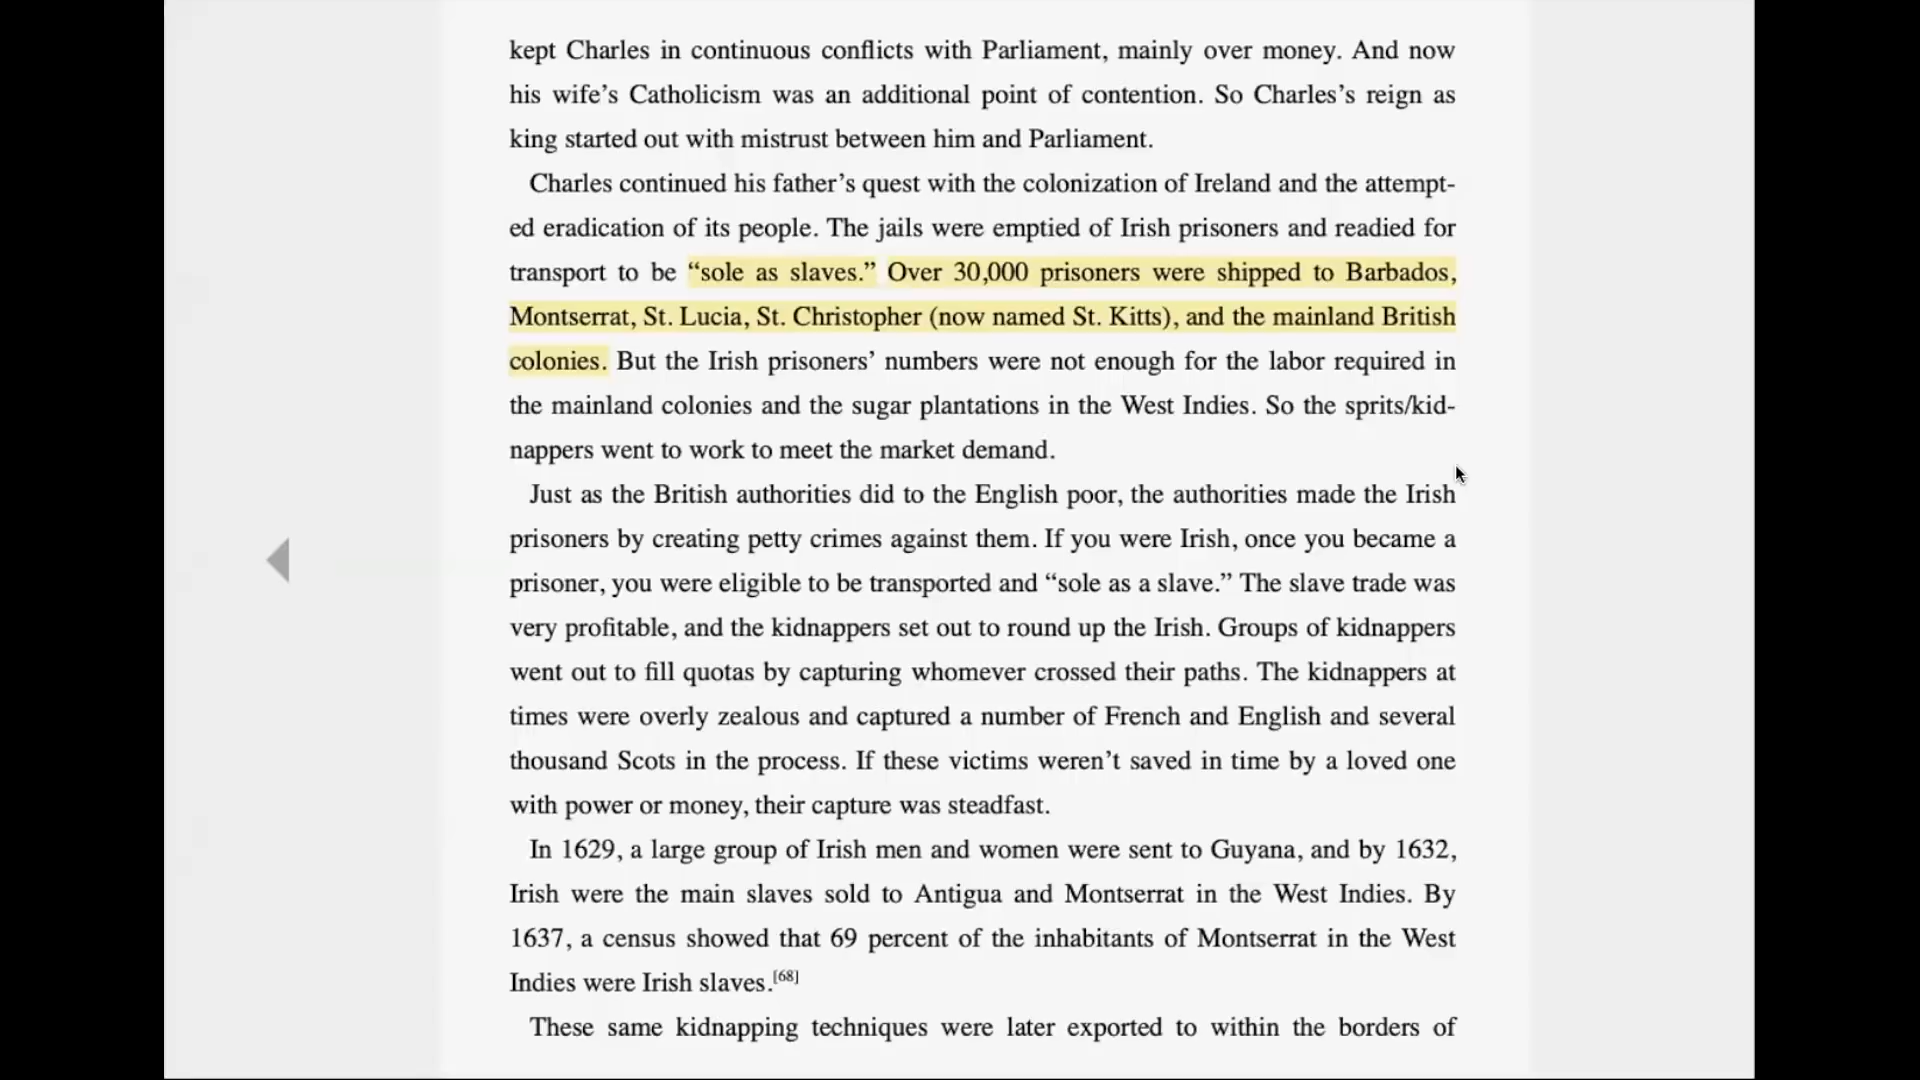 kept Charles in continuous conflicts with Parliament, mainly over money. And now
his wife’s Catholicism was an additional point of contention. So Charles’s reign as
king started out with mistrust between him and Parliament.
Charles continued his father’s quest with the colonization of Ireland and the attempt-
ed eradication of its people. The jails were emptied of Irish prisoners and readied for
transport to be “sole as slaves.” Over 30,000 prisoners were shipped to Barbados,
Montserrat, St. Lucia, St. Christopher (now named St. Kitts), and the mainland British
colonies. But the Irish prisoners’ numbers were not enough for the labor required in
the mainland colonies and the sugar plantations in the West Indies. So the sprits/kid-
nappers went to work to meet the market demand.
Just as the British authorities did to the English poor, the authorities made the Irish
prisoners by creating petty crimes against them. If you were Irish, once you became a
prisoner, you were eligible to be transported and “sole as a slave.” The slave trade was
very profitable, and the kidnappers set out to round up the Irish. Groups of kidnappers
went out to fill quotas by capturing whomever crossed their paths. The kidnappers at
times were overly zealous and captured a number of French and English and several
thousand Scots in the process. If these victims weren’t saved in time by a loved one
with power or money, their capture was steadfast.
In 1629, a large group of Irish men and women were sent to Guyana, and by 1632,
Irish were the main slaves sold to Antigua and Montserrat in the West Indies. By
1637, a census showed that 69 percent of the inhabitants of Montserrat in the West
Indies were Irish slaves.[68]
These same kidnapping techniques were later exported to within the borders of